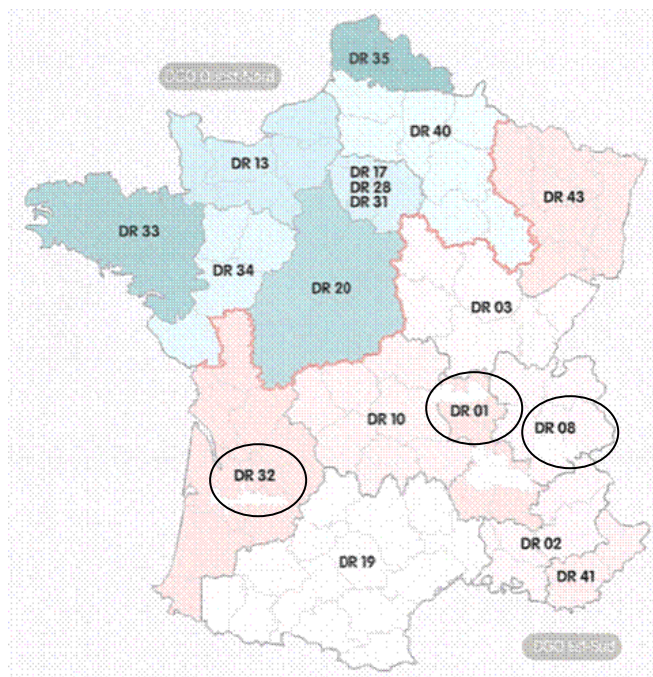 DR 35
DGO Ouest-Nord
DR 40
DR 13
DR 17
DR 28
DR 31
DR 43
DR 33
DR 34
DR 20
DR 03
DR 01
DR 10
DR 08
DR 32
DR 02
DR 19
DR 41
DGO Est-Sud